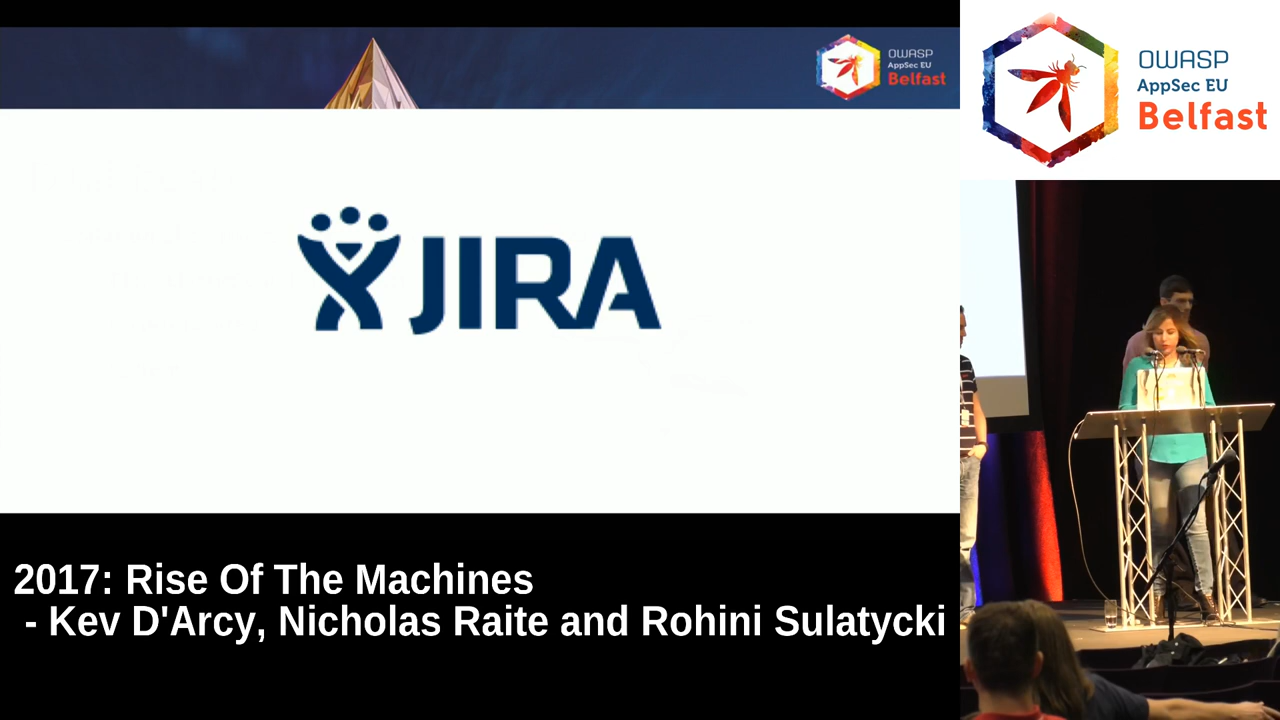 OWASP
AppSec EU
Belfast
OWASP
AppSec EU
Belfast
JIRA
2017: Rise Of The Machines
- Kev D'Arcy, Nicholas Raite and Rohini Sulatycki